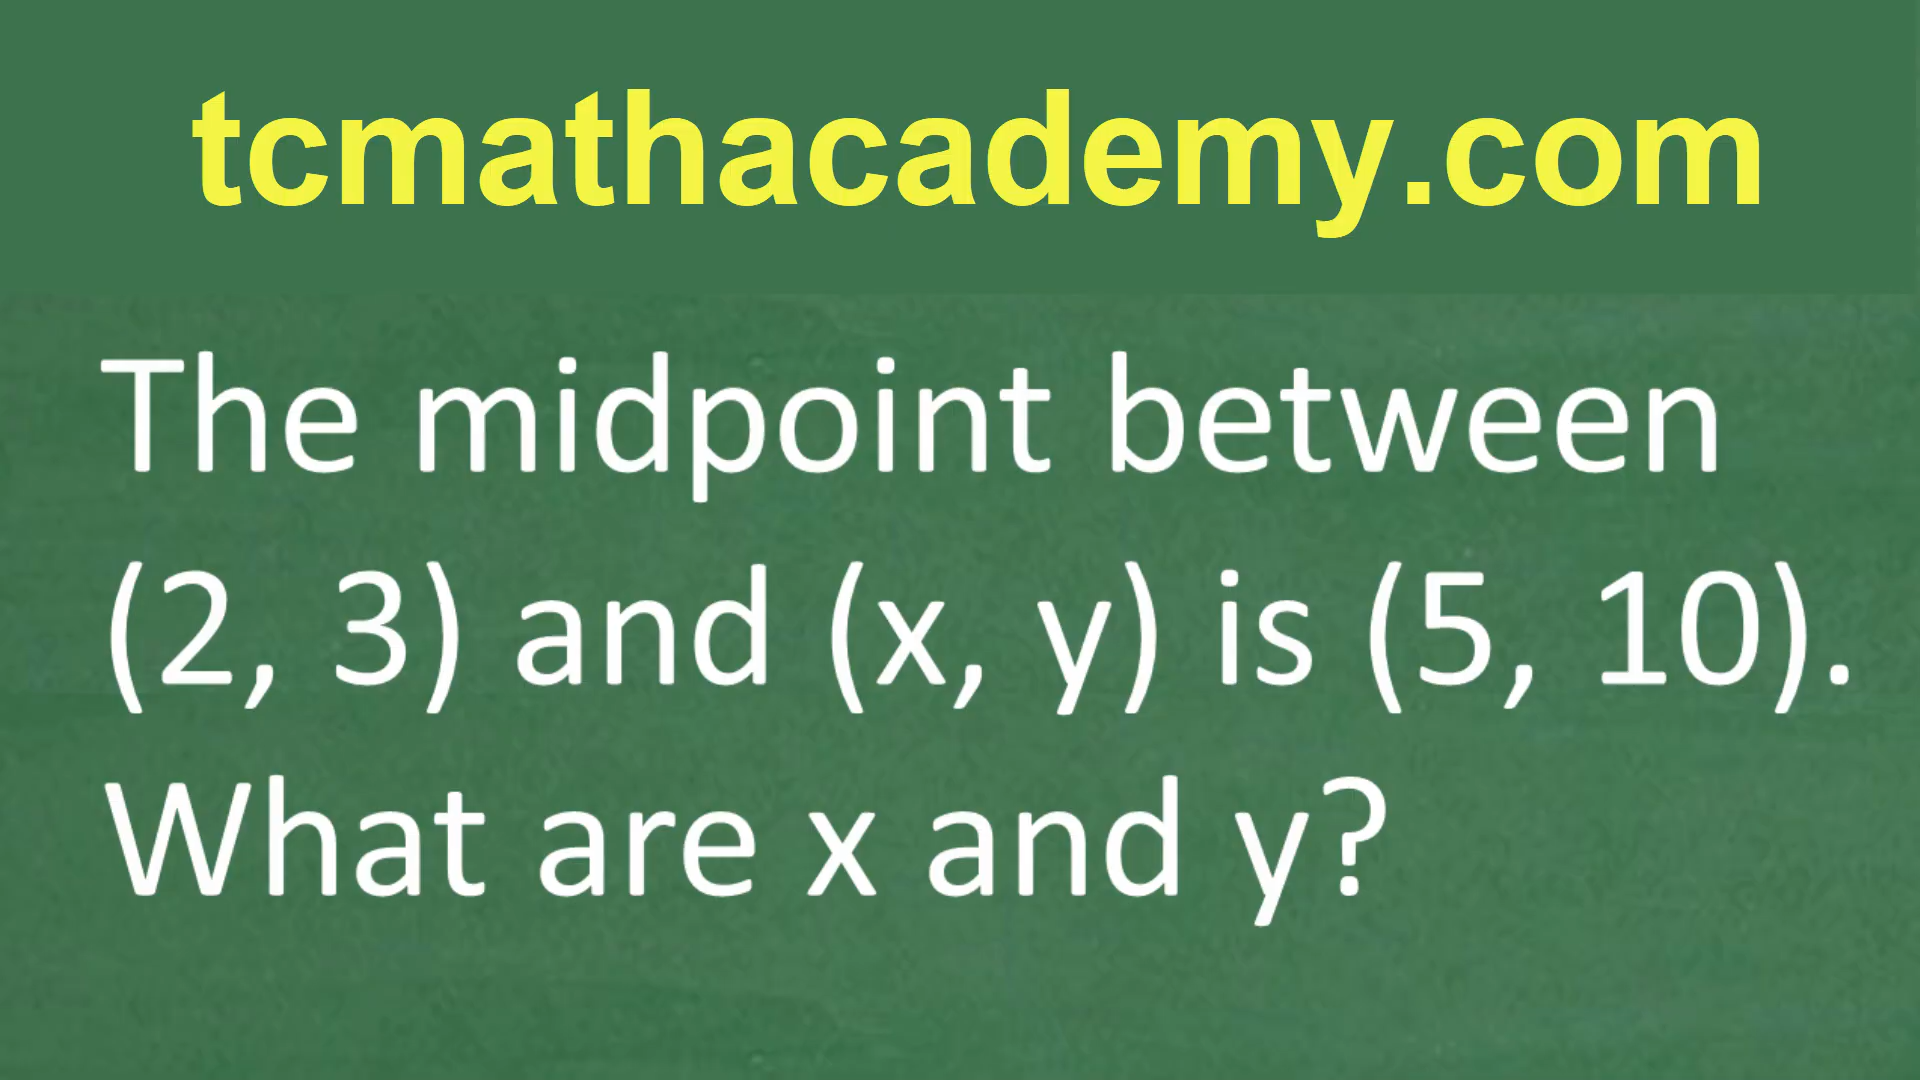 tcmathacademy.com
The midpoint between
(2, 3) and (x, y) is (5, 10).
What are x and y?